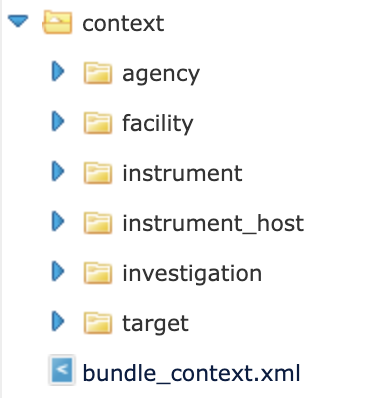 context
agency
facility
instrument
instrument_host
investigation
target
bundle_context.xml